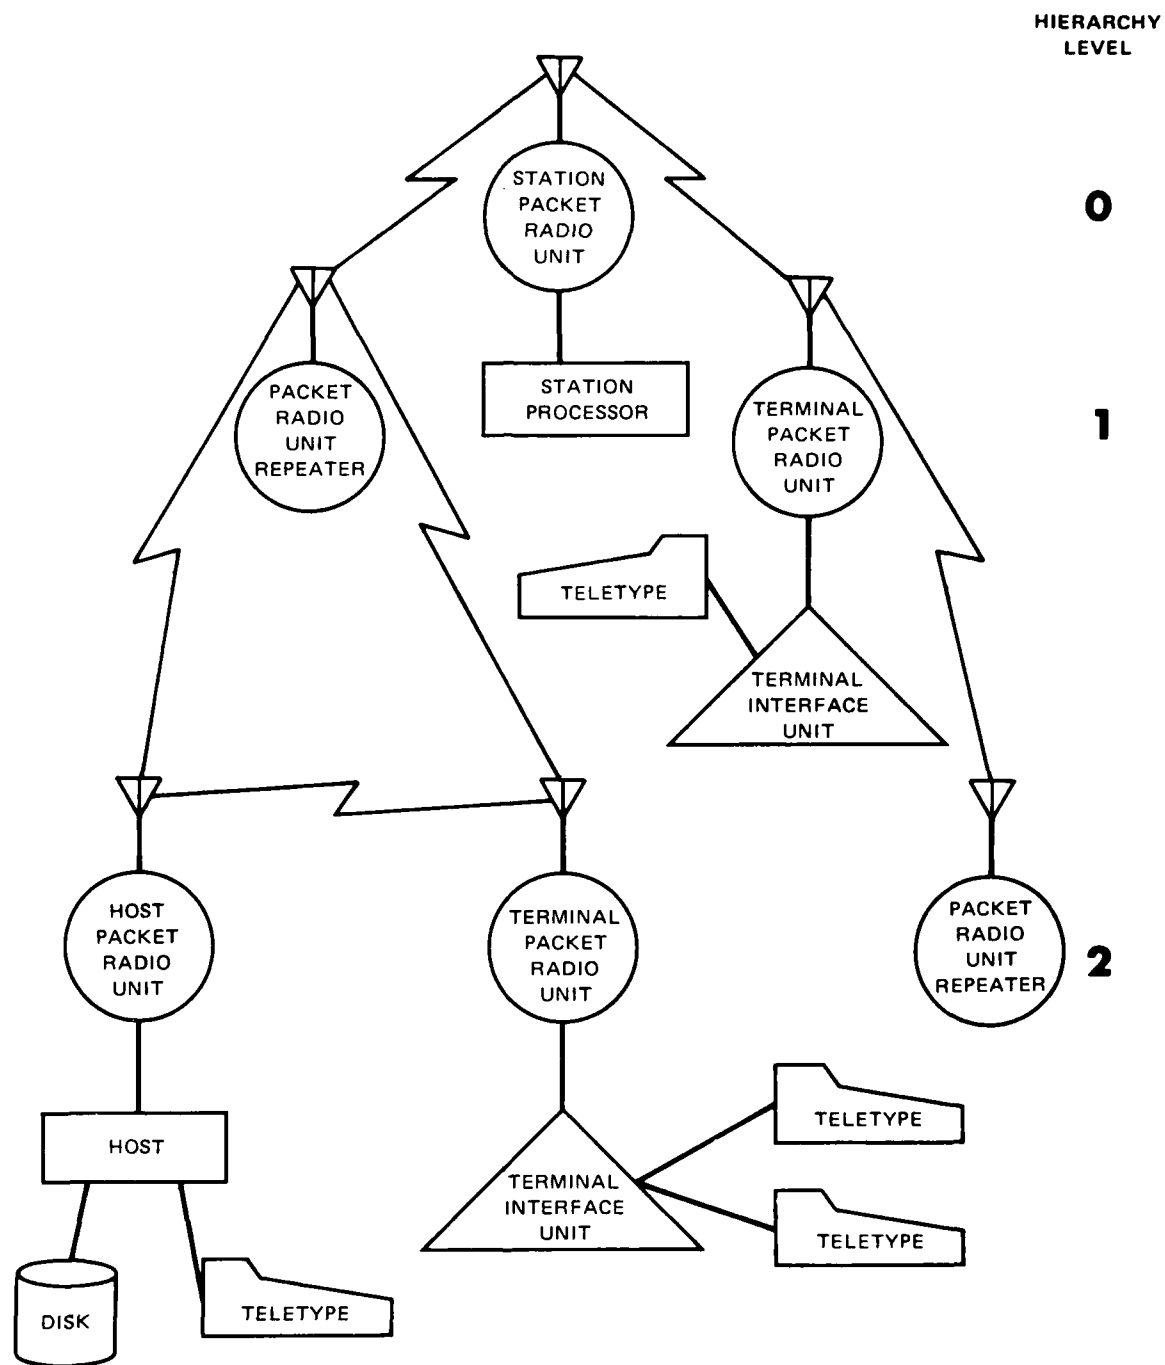 HIERARCHY
LEVEL
STATION
PACKET
RADIO
UNIT
0
STATION
PROCESSOR
PACKET
RADIO
UNIT
REPEATER
TERMINAL
PACKET
RADIO
UNIT
1
TELETYPE
TERMINAL
INTERFACE
UNIT
HOST
PACKET
RADIO
UNIT
TERMINAL
PACKET
RADIO
UNIT
PACKET
RADIO
UNIT
REPEATER
2
HOST
TELETYPE
TERMINAL
INTERFACE
UNIT
TELETYPE
DISK
TELETYPE